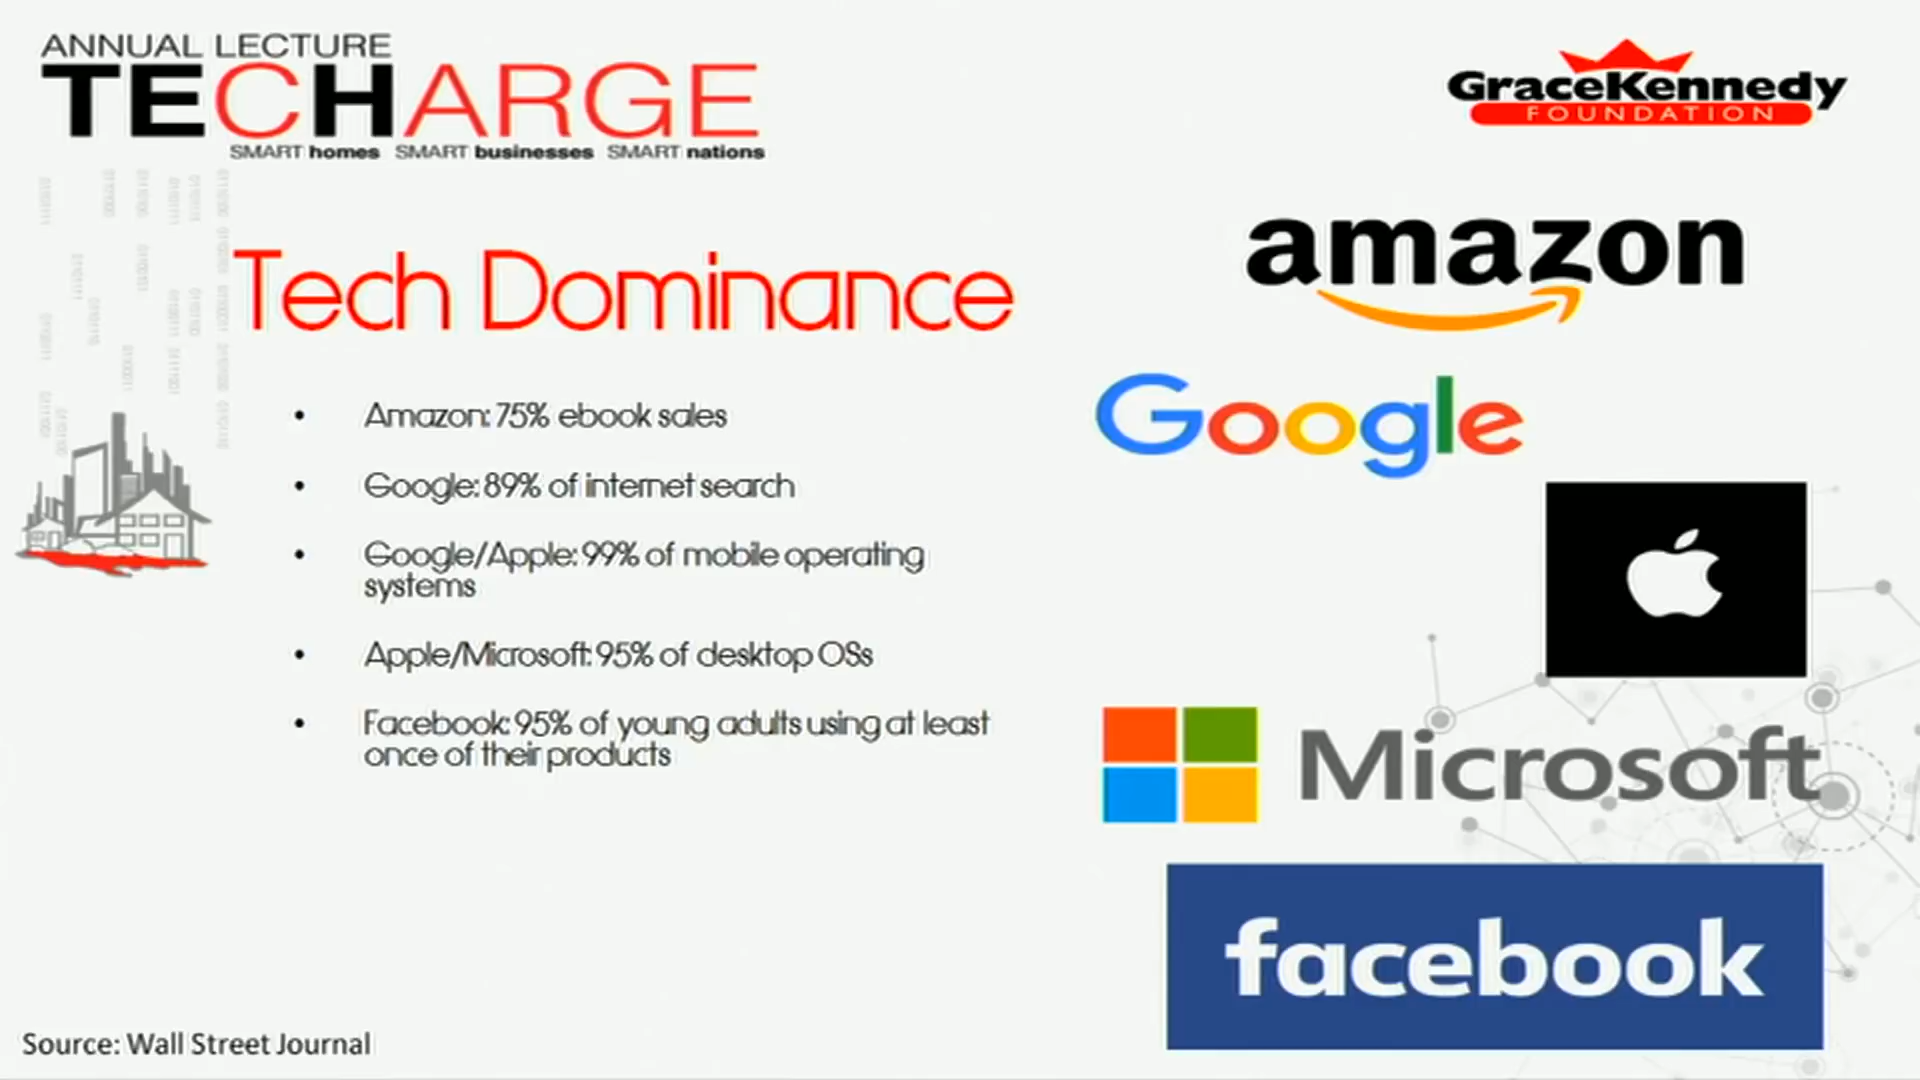 ANNUAL LECTURE
TECHARGE
SMART homes SMART businesses SMART nations
GraceKennedy
FOUNDATION
Tech Dominance
• Amazon: 75% ebook sales
• Google: 89% of internet search
• Google/Apple: 99% of mobile operating
systems
• Apple/Microsoft: 95% of desktop OSs
• Facebook: 95% of young adults using at least
once of their products
amazon
Google
Microsoft
facebook
Source: Wall Street Journal